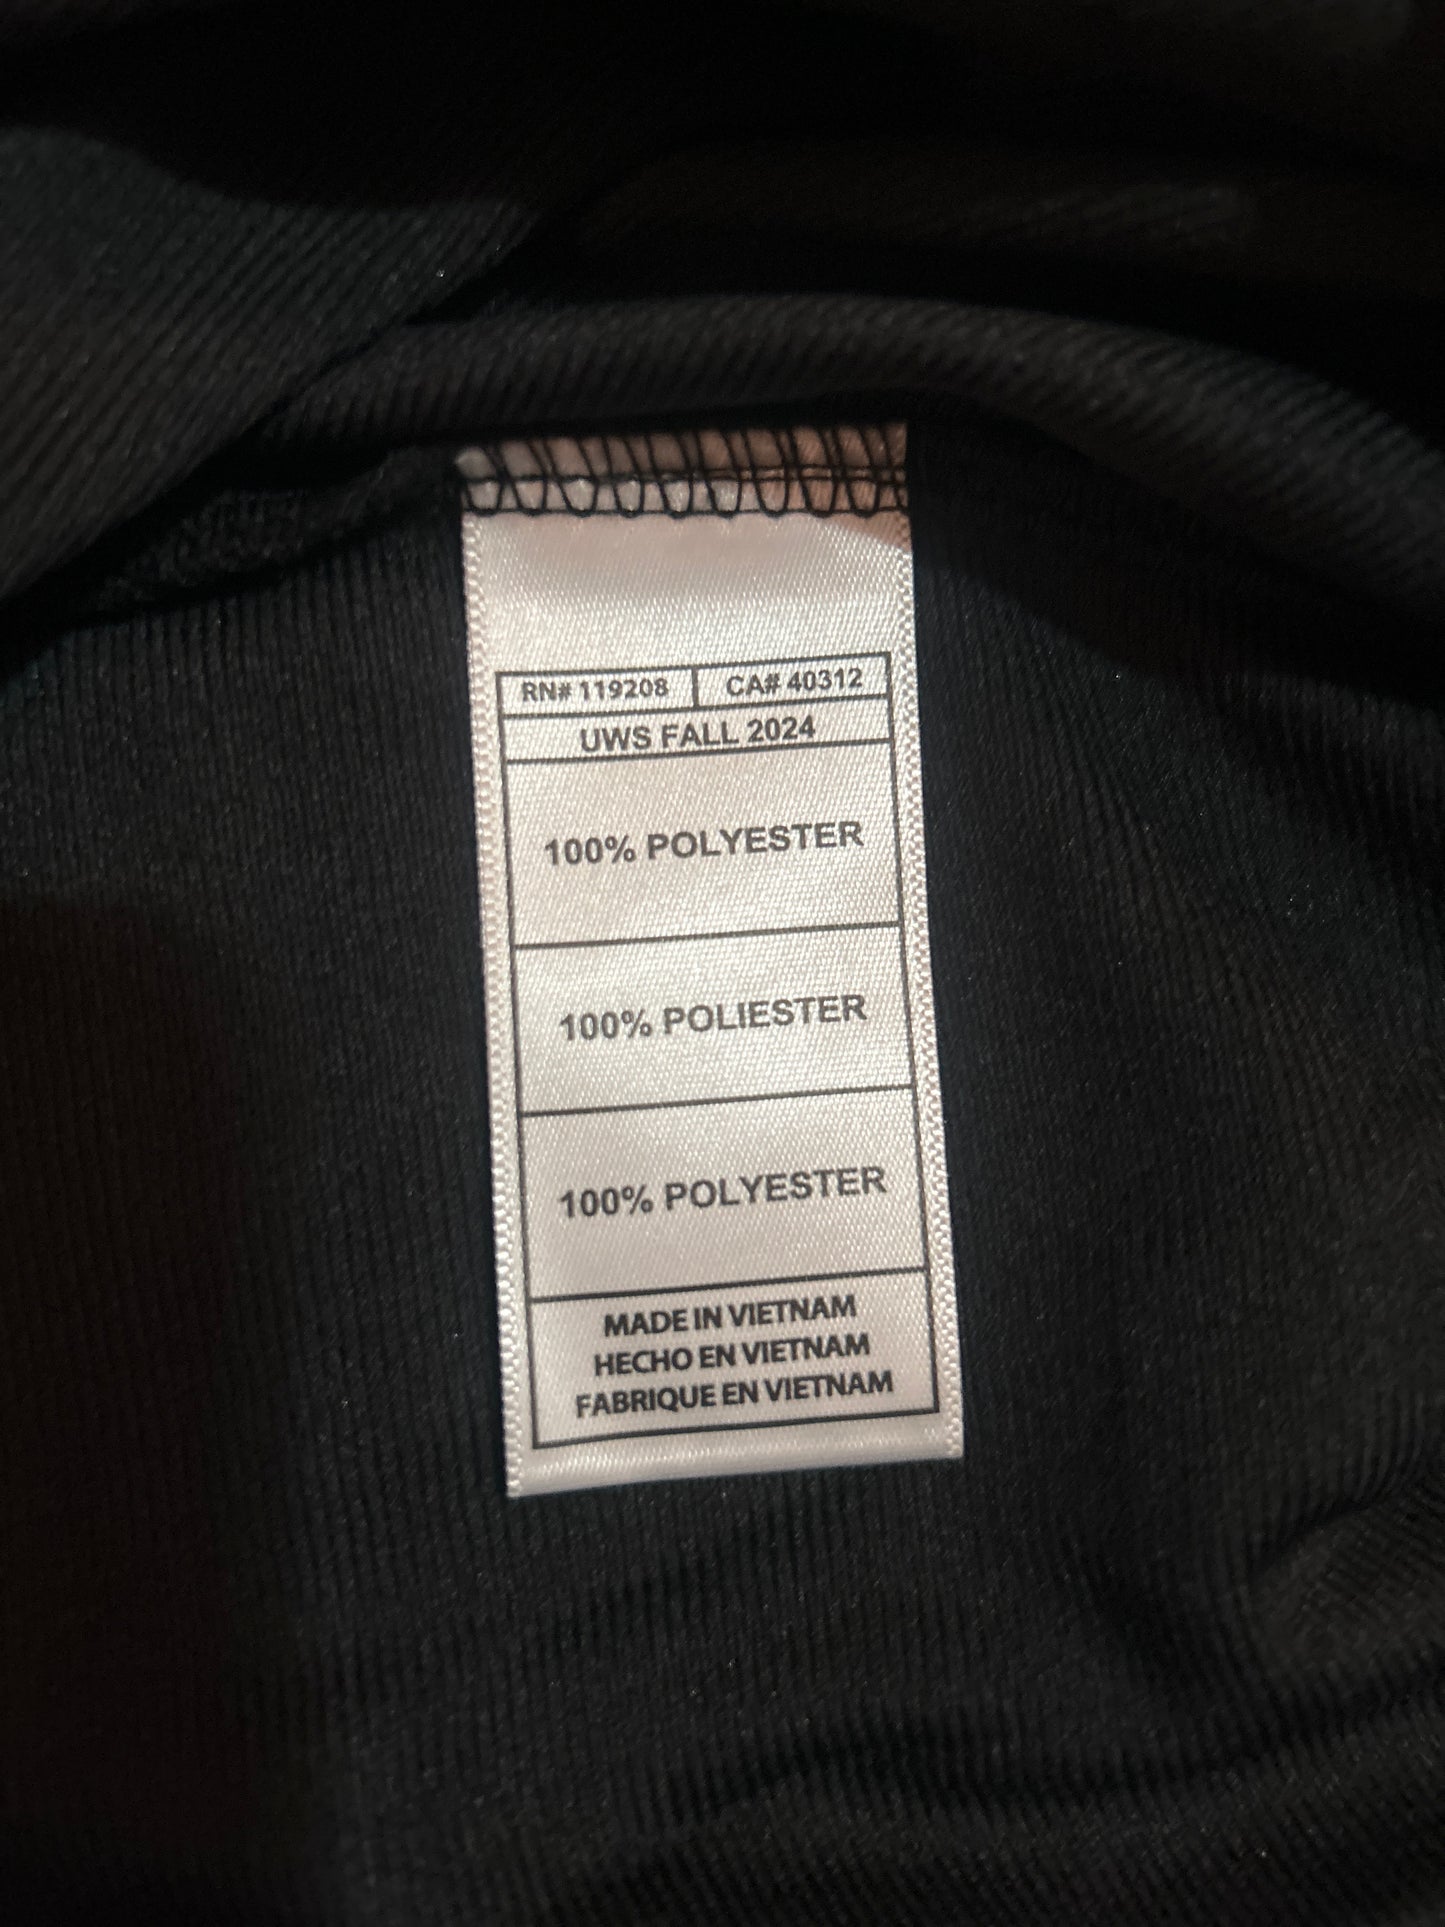 RN# 119208 CA# 40312
UWS FALL 2024
100% POLYESTER
100% POLIESTER
100% POLYESTER
MADE IN VIETNAM
HECHO EN VIETNAM
FABRIQUE EN VIETNAM